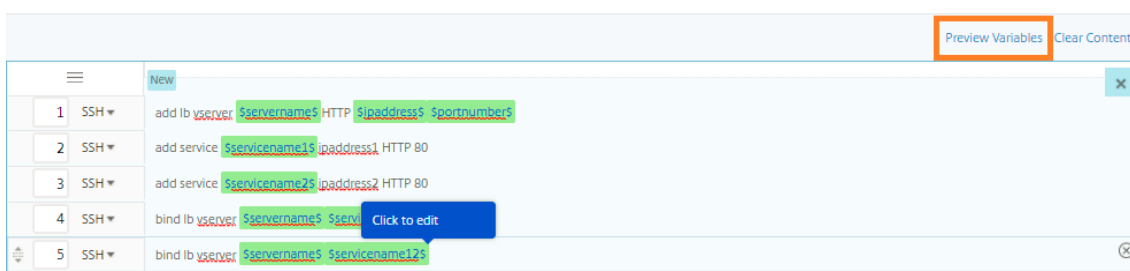 Preview Variables Clear Content
New
1 SSH add lb vserver $servername$ HTTP $ipaddress$ $portnumber$
2 SSH add service $servicename1$ ipaddress1 HTTP 80
3 SSH add service $servicename2$ ipaddress2 HTTP 80
4 SSH bind lb vserver $servername$
Click to edit
5 SSH bind lb vserver $servername$ $servicename12$